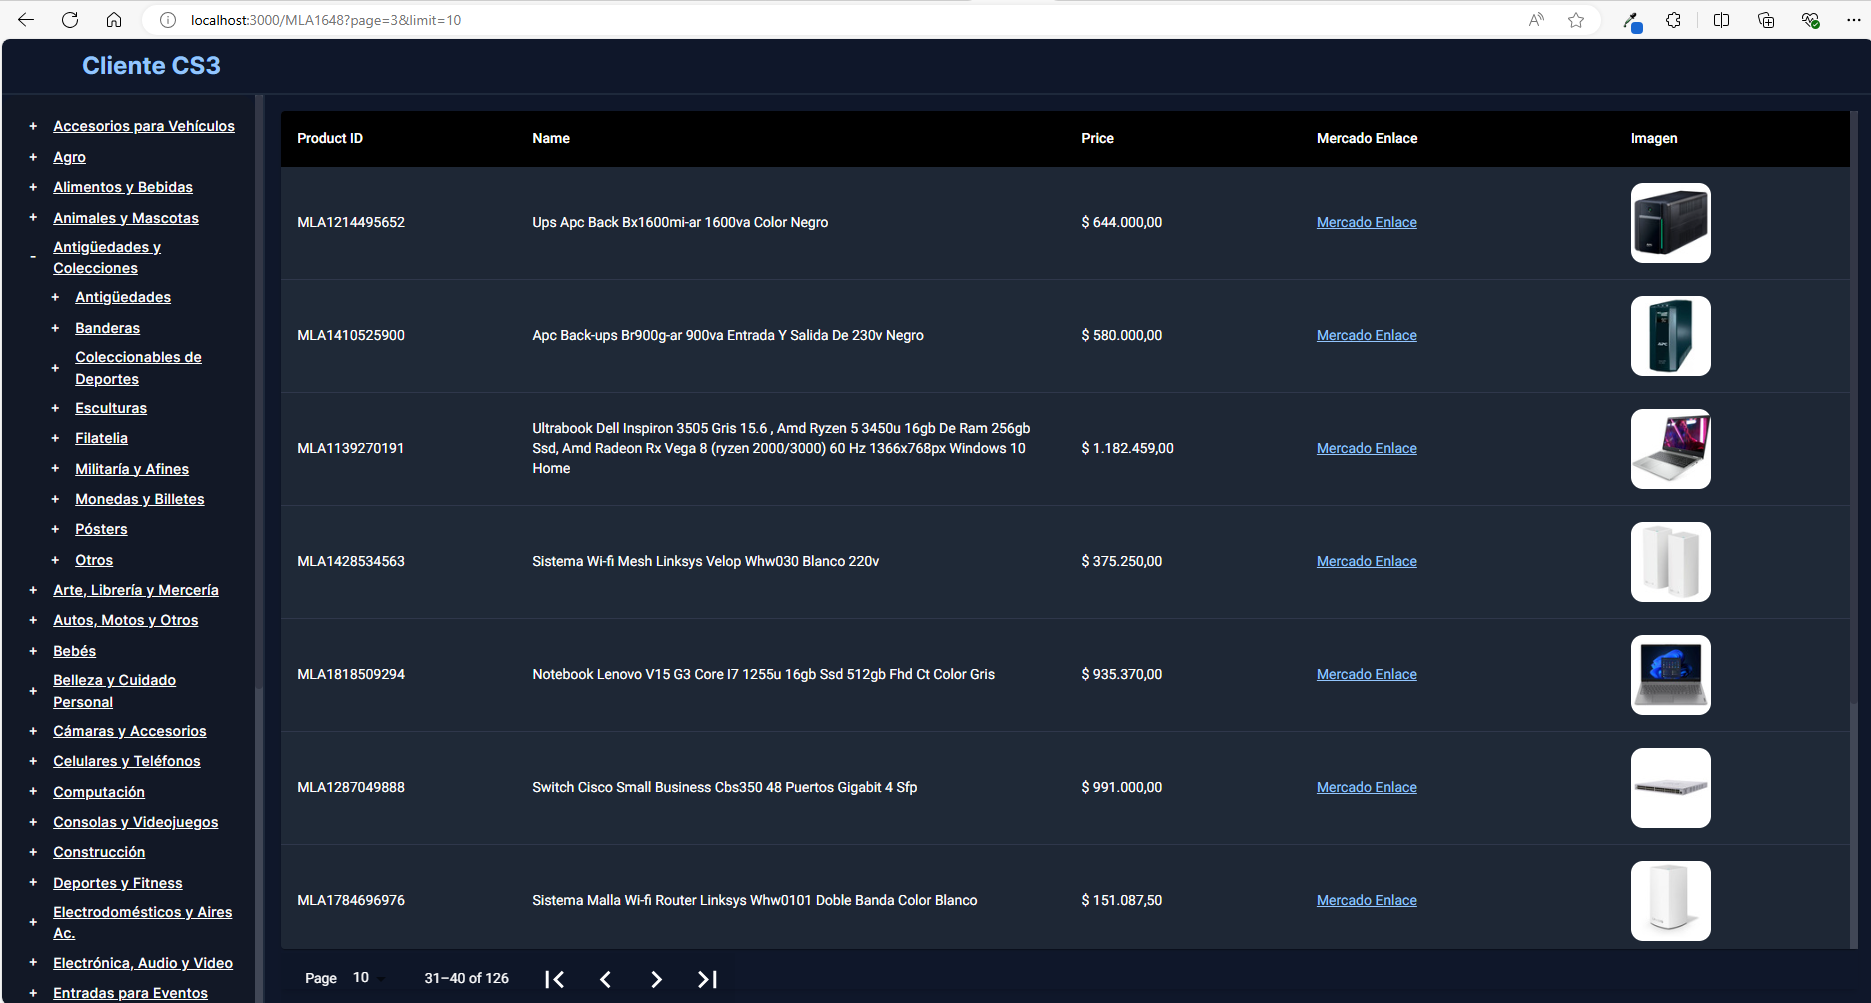 localhost:3000/MLA1648?page=3&limit=10
Cliente CS3
+ Accesorios para Vehículos
+ Agro
+ Alimentos y Bebidas
+ Animales y Mascotas
- Antigüedades y
Colecciones
+ Antigüedades
+ Banderas
+ Coleccionables de
Deportes
+ Esculturas
+ Filatelia
+ Militaría y Afines
+ Monedas y Billetes
+ Pósters
+ Otros
+ Arte, Librería y Mercería
+ Autos, Motos y Otros
+ Bebés
+ Belleza y Cuidado
Personal
+ Cámaras y Accesorios
+ Celulares y Teléfonos
+ Computación
+ Consolas y Videojuegos
+ Construcción
+ Deportes y Fitness
+ Electrodomésticos y Aires
Ac.
+ Electrónica, Audio y Video
+ Entradas para Eventos
Product ID Name Price Mercado Enlace Imagen
MLA1214495652 Ups Apc Back Bx1600mi-ar 1600va Color Negro $ 644.000,00 Mercado Enlace
MLA1410525900 Apc Back-ups Br900g-ar 900va Entrada Y Salida De 230v Negro $ 580.000,00 Mercado Enlace
Ultrabook Dell Inspiron 3505 Gris 15.6 , Amd Ryzen 5 3450u 16gb De Ram 256gb
MLA1139270191 Ssd, Amd Radeon Rx Vega 8 (ryzen 2000/3000) 60 Hz 1366x768px Windows 10 $ 1.182.459,00 Mercado Enlace
Home
MLA1428534563 Sistema Wi-fi Mesh Linksys Velop Whw030 Blanco 220v $ 375.250,00 Mercado Enlace
MLA1818509294 Notebook Lenovo V15 G3 Core I7 1255u 16gb Ssd 512gb Fhd Ct Color Gris $ 935.370,00 Mercado Enlace
MLA1287049888 Switch Cisco Small Business Cbs350 48 Puertos Gigabit 4 Sfp $ 991.000,00 Mercado Enlace
MLA1784696976 Sistema Malla Wi-fi Router Linksys Whw0101 Doble Banda Color Blanco $ 151.087,50 Mercado Enlace
Page 10 31–40 of 126